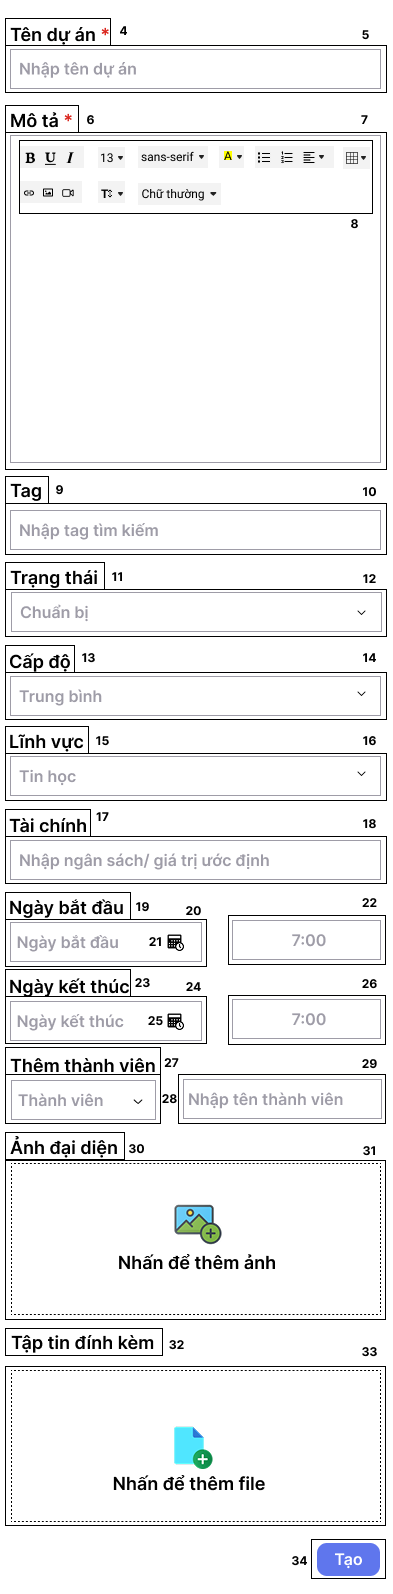 Tên dự án * 4 5
Nhập tên dự án
Mô tả * 6 7
B U I 13 sans-serif A
T Chữ thường
8
Tag 9 10
Nhập tag tìm kiếm
Trạng thái 11 12
Chuẩn bị
Cấp độ 13 14
Trung bình
Lĩnh vực 15 16
Tin học
Tài chính 17 18
Nhập ngân sách/ giá trị ước định
Ngày bắt đầu 19 20 22
Ngày bắt đầu 21 7:00
Ngày kết thúc 23 24 26
Ngày kết thúc 25 7:00
Thêm thành viên 27 29
Thành viên 28 Nhập tên thành viên
Ảnh đại diện 30 31
Nhấn để thêm ảnh
Tập tin đính kèm 32 33
Nhấn để thêm file
34 Tạo